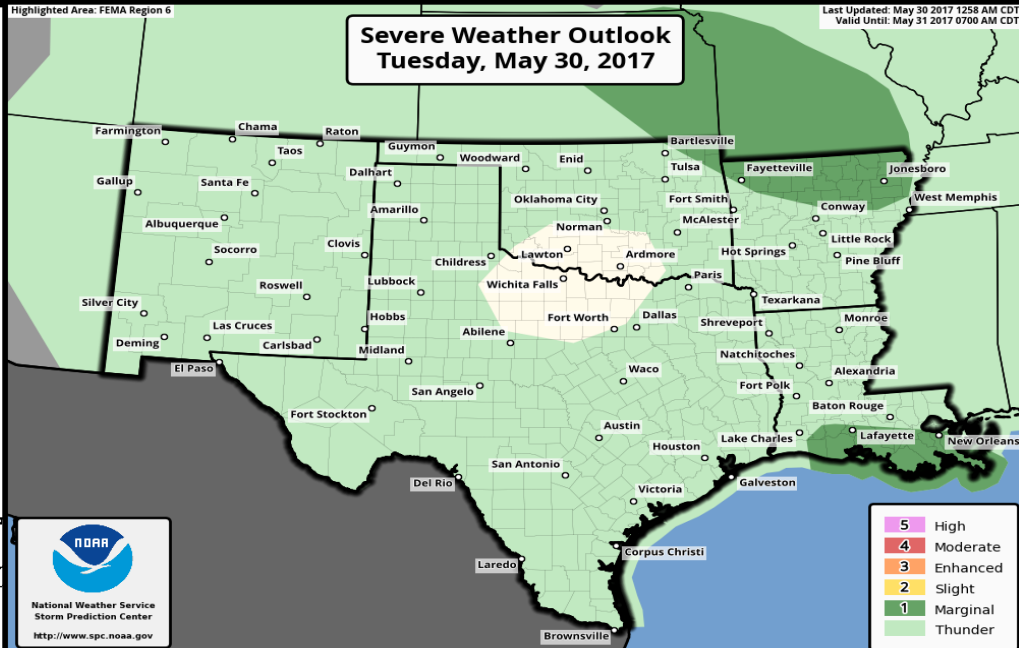 Highlighted Area: FEMA Region 6
Last Updated: May 30 2017 1258 AM CDT
Valid Until: May 31 2017 0700 AM CDT
Severe Weather Outlook
Tuesday, May 30, 2017
Farmington
Chama
Raton
Guymon
Bartlesville
Taos
Woodward
Enid
Tulsa
Fayetteville
Jonesboro
Gallup
Santa Fe
Dalhart
Oklahoma City
Fort Smith
West Memphis
Albuquerque
Amarillo
Norman
McAlester
Conway
Socorro
Clovis
Childress
Lawton
Ardmore
Hot Springs
Little Rock
Pine Bluff
Roswell
Lubbock
Wichita Falls
Paris
Texarkana
Silver City
Las Cruces
Hobbs
Fort Worth
Dallas
Shreveport
Monroe
Deming
Carlsbad
Midland
Abilene
Natchitoches
El Paso
San Angelo
Waco
Fort Polk
Alexandria
Fort Stockton
Austin
Baton Rouge
Houston
Lake Charles
Lafayette
New Orleans
Del Rio
San Antonio
Victoria
Galveston
Laredo
Corpus Christi
Brownsville
NOAA
National Weather Service
Storm Prediction Center
http://www.spc.noaa.gov
5 High
4 Moderate
3 Enhanced
2 Slight
1 Marginal
Thunder